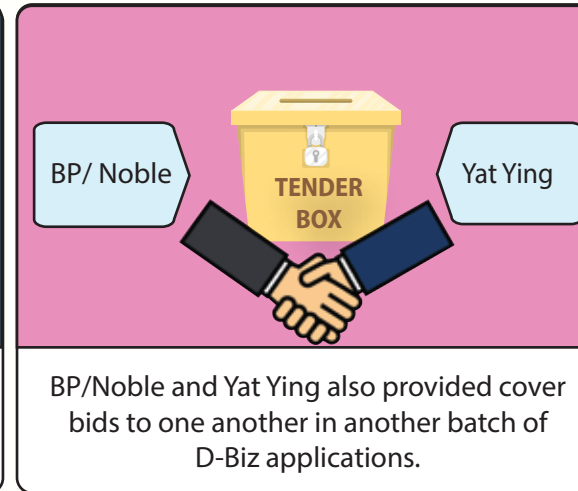 BP/ Noble
TENDER
BOX
Yat Ying
BP/Noble and Yat Ying also provided cover
bids to one another in another batch of
D-Biz applications.